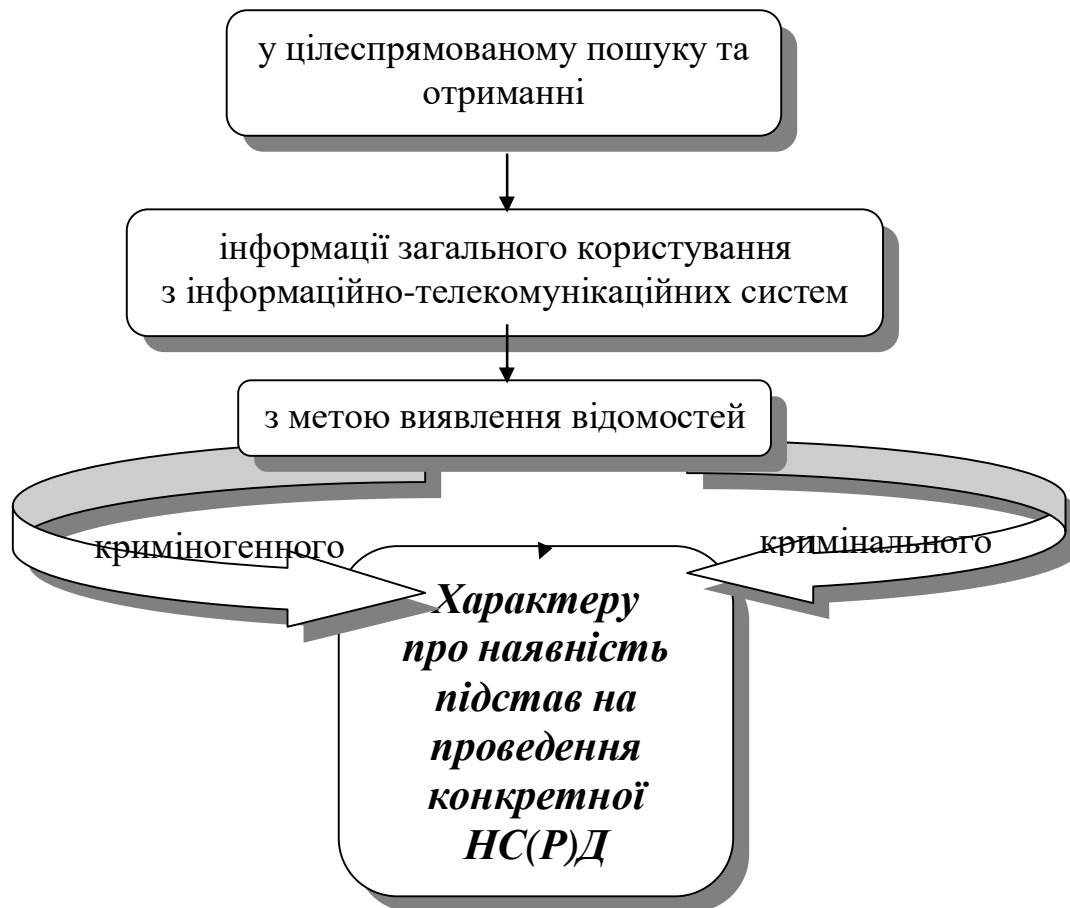 у цілеспрямованому пошуку та
отриманні
інформації загального користування
з інформаційно-телекомунікаційних систем
з метою виявлення відомостей
криміногенного
кримінального
Характеру
про наявність
підстав на
проведення
конкретної
НС(Р)Д